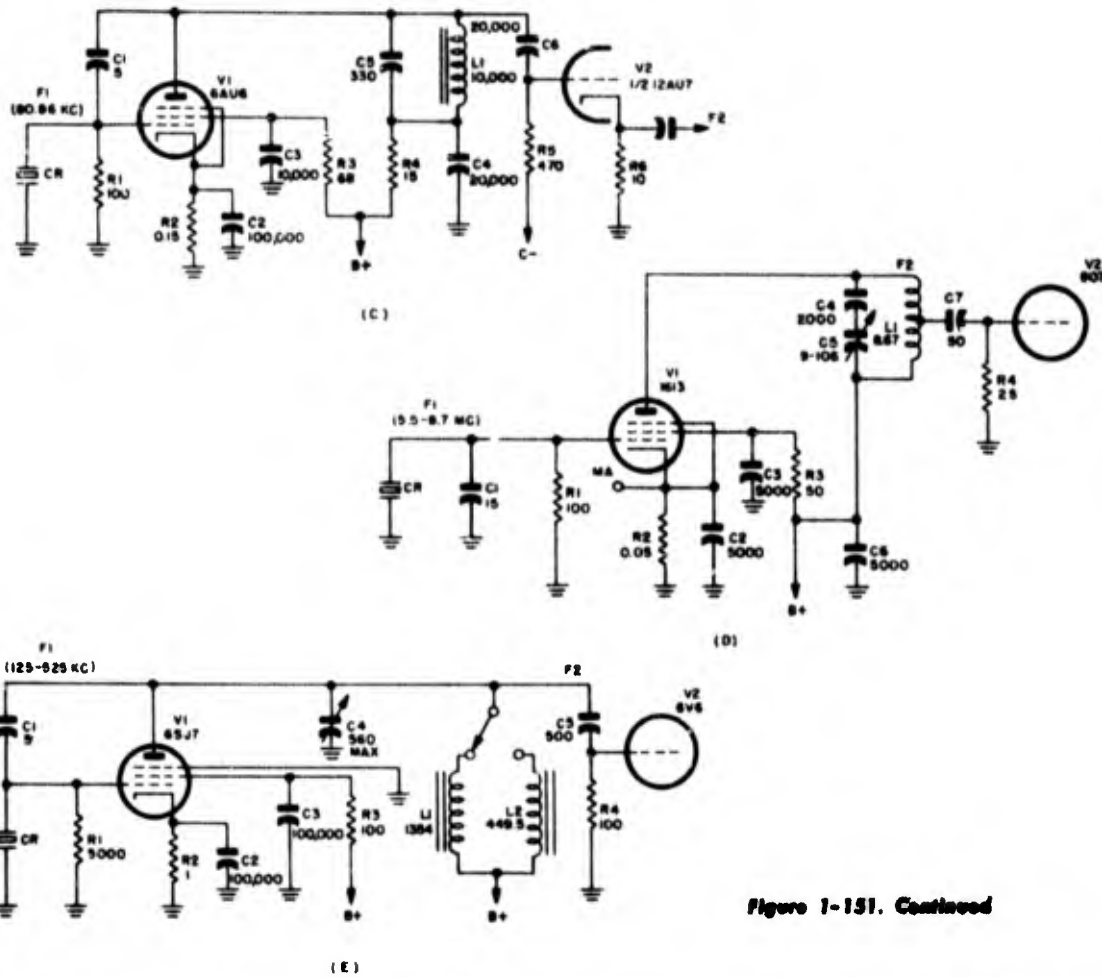 C1
5
F1
(80.86 KC)
CR
R1
100
V1
6AU6
R2
0.15
C2
100,000
C3
10,000
R3
68
B+
R4
15
C5
330
20,000
L1
10,000
C4
20,000
C6
R5
470
C-
V2
1/2 12AU7
R6
10
F2
(C)
F1
(5.5-8.7 MC)
CR
C1
15
R1
100
V1
1613
MA
R2
0.05
C2
5000
C3
5000
R3
50
B+
C6
5000
F2
C4
2000
C5
9-106.7
L1
8.67
C7
50
R4
25
V2
(D)
F1
(125-525 KC)
C1
CR
R1
5000
V1
6SJ7
R2
1
C2
100,000
C3
100,000
R3
100
B+
C4
560
MAX
L1
1384
L2
449.5
B+
F2
500
R4
100
V2
6V6
(E)
Figure 1-151. Continued